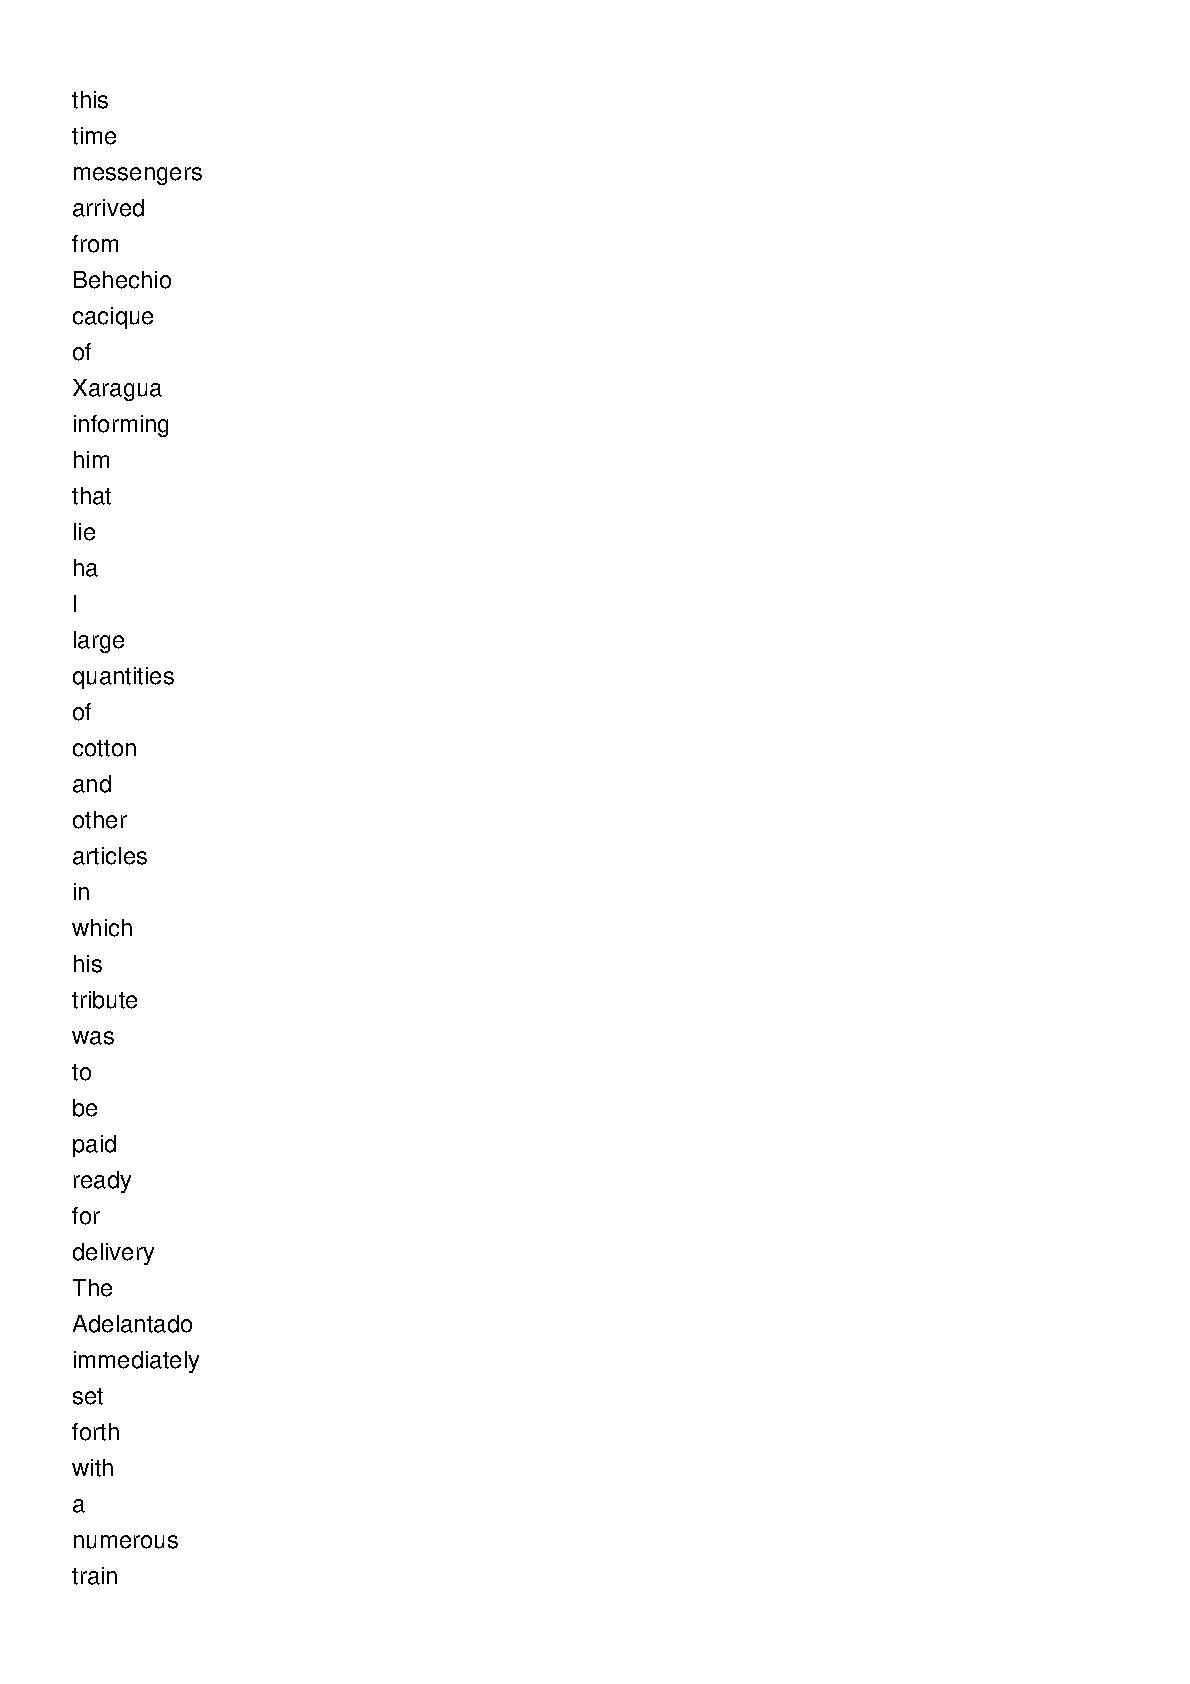 this
time
messengers
arrived
from
Behechio
cacique
of
Xaragua
informing
him
that
lie
ha
I
large
quantities
of
cotton
and
other
articles
in
which
his
tribute
was
to
be
paid
ready
for
delivery
The
Adelantado
immediately
set
forth
with
a
numerous
train